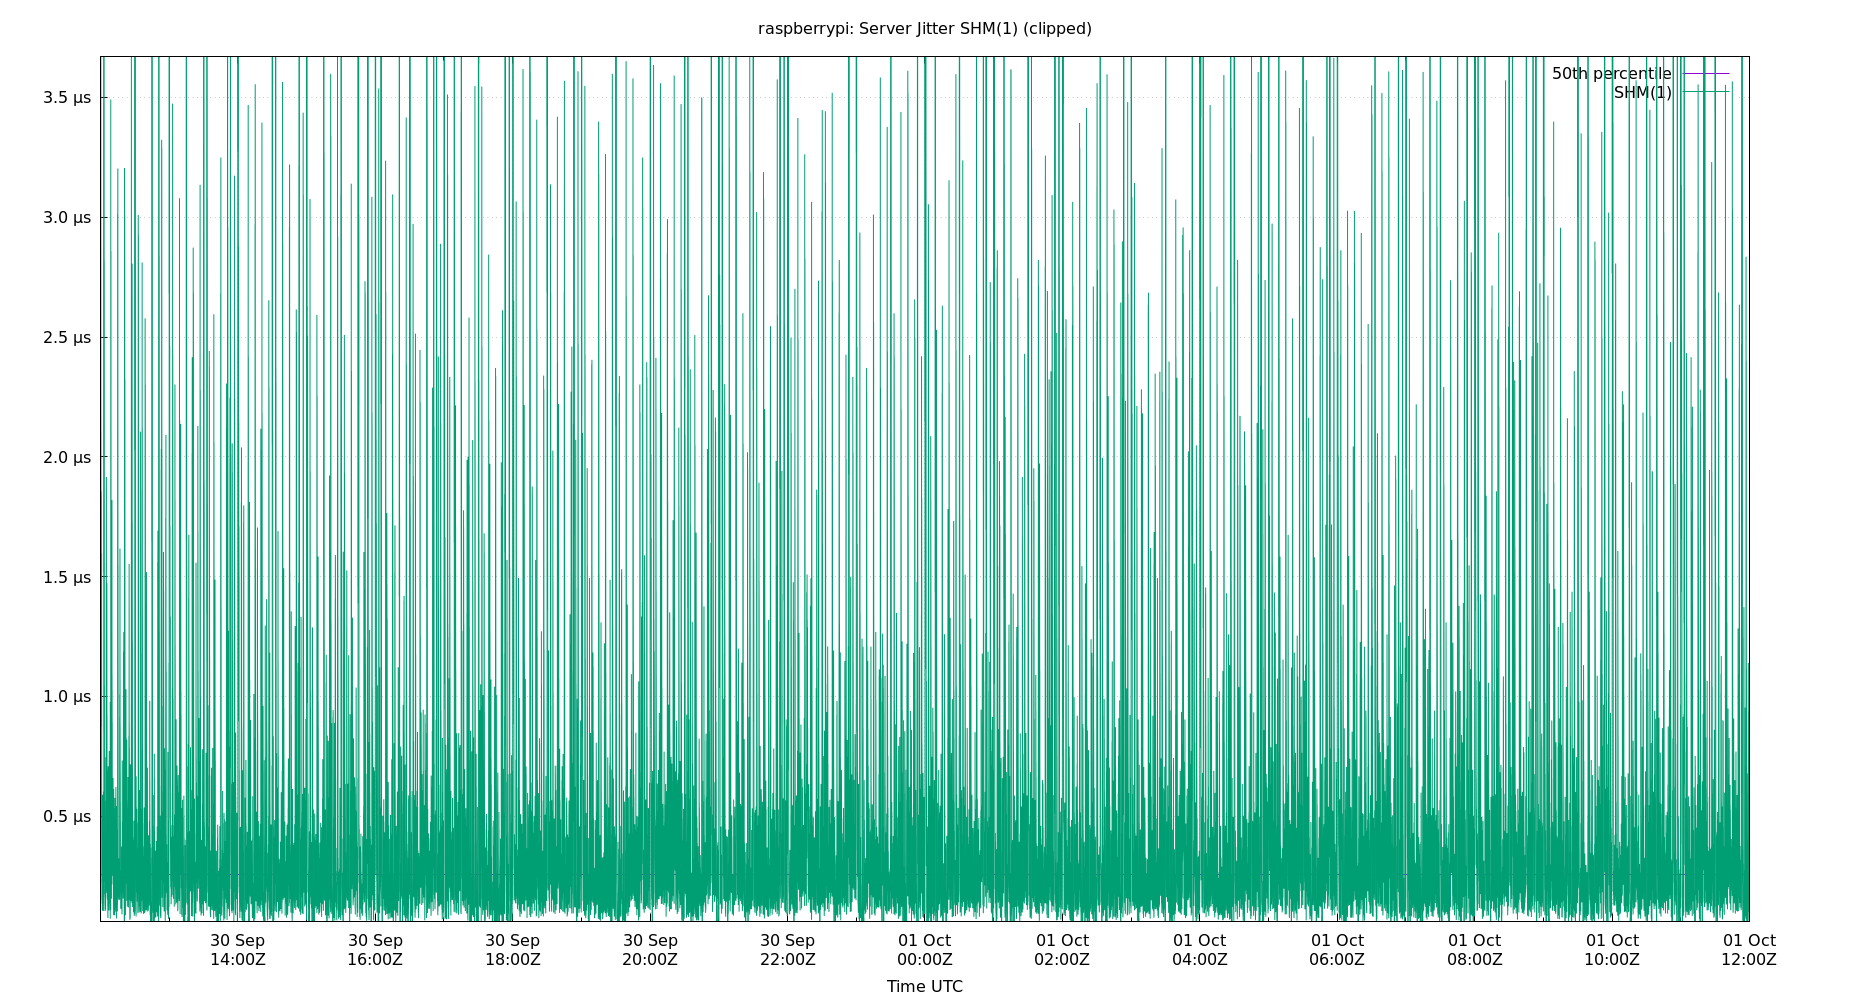 raspberrypi: Server Jitter SHM(1) (clipped)
50th percentile
SHM(1)
3.5 µs
3.0 µs
2.5 µs
2.0 µs
1.5 µs
1.0 µs
0.5 µs
30 Sep 30 Sep 30 Sep 30 Sep 30 Sep 01 Oct 01 Oct 01 Oct 01 Oct 01 Oct 01 Oct 01 Oct
14:00Z 16:00Z 18:00Z 20:00Z 22:00Z 00:00Z 02:00Z 04:00Z 06:00Z 08:00Z 10:00Z 12:00Z
Time UTC